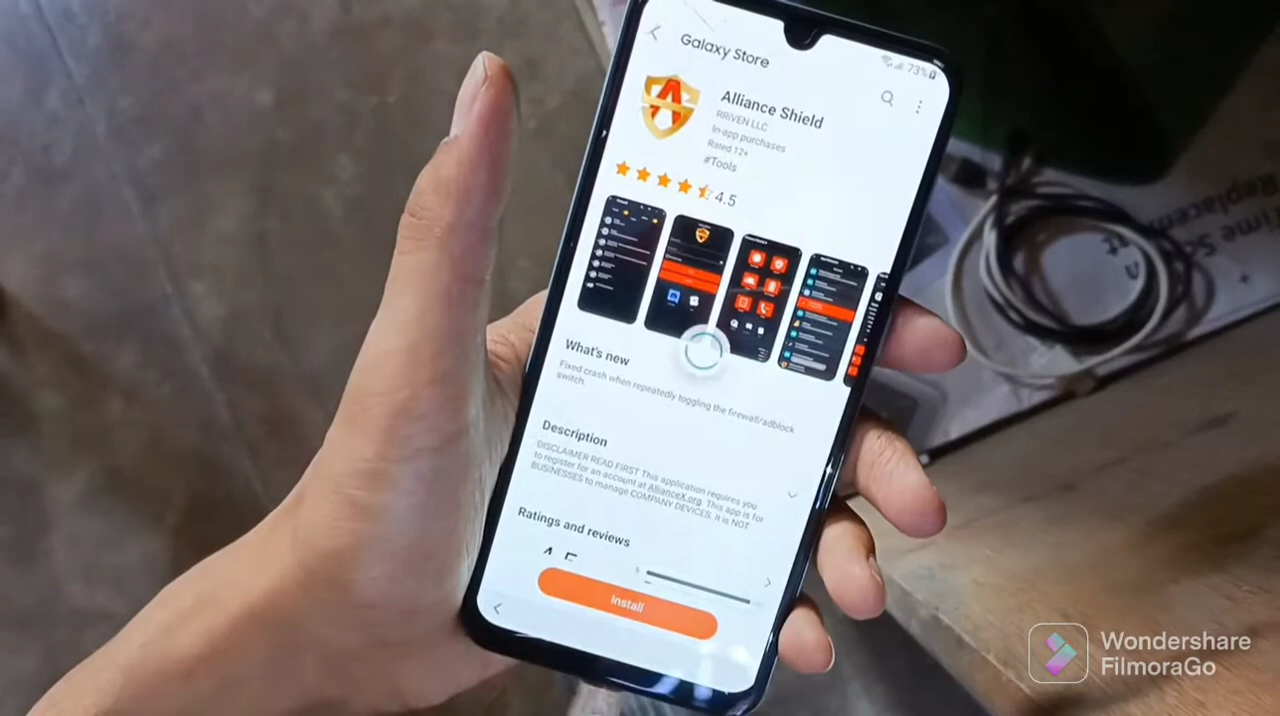 Galaxy Store
73%
Alliance Shield
RRiVEN LLC
In-app purchases
Rated 12+
#Tools
4.5
What's new
Fixed crash when repeatedly toggling the firewall/adblock
switch.
Description
DISCLAIMER READ FIRST This application requires you
to register for an account at AllianceX.org. This app is for
BUSINESSES to manage COMPANY DEVICES. It is NOT
Ratings and reviews
Install
Wondershare
FilmoraGo